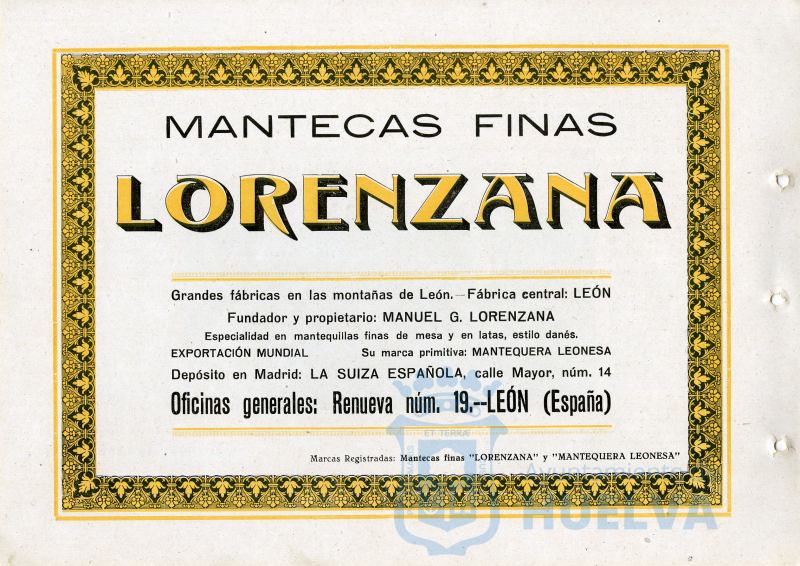 MANTECAS FINAS
LORENZANA
Grandes fábricas en las montañas de León.—Fábrica central: LEÓN
Fundador y propietario: MANUEL G. LORENZANA
Especialidad en mantequillas finas de mesa y en latas, estilo danés.
EXPORTACIÓN MUNDIAL Su marca primitiva: MANTEQUERA LEONESA
Depósito en Madrid: LA SUIZA ESPAÑOLA, calle Mayor, núm. 14
Oficinas generales: Renueva núm. 19.--LEÓN (España)
ET TERRÆ
Marcas Registradas: Mantecas finas "LORENZANA" y "MANTEQUERA LEONESA"
Ayuntamiento
HUELVA